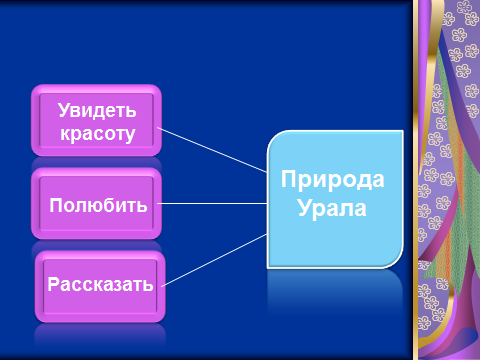 Увидеть
красоту
Полюбить
Рассказать
Природа
Урала